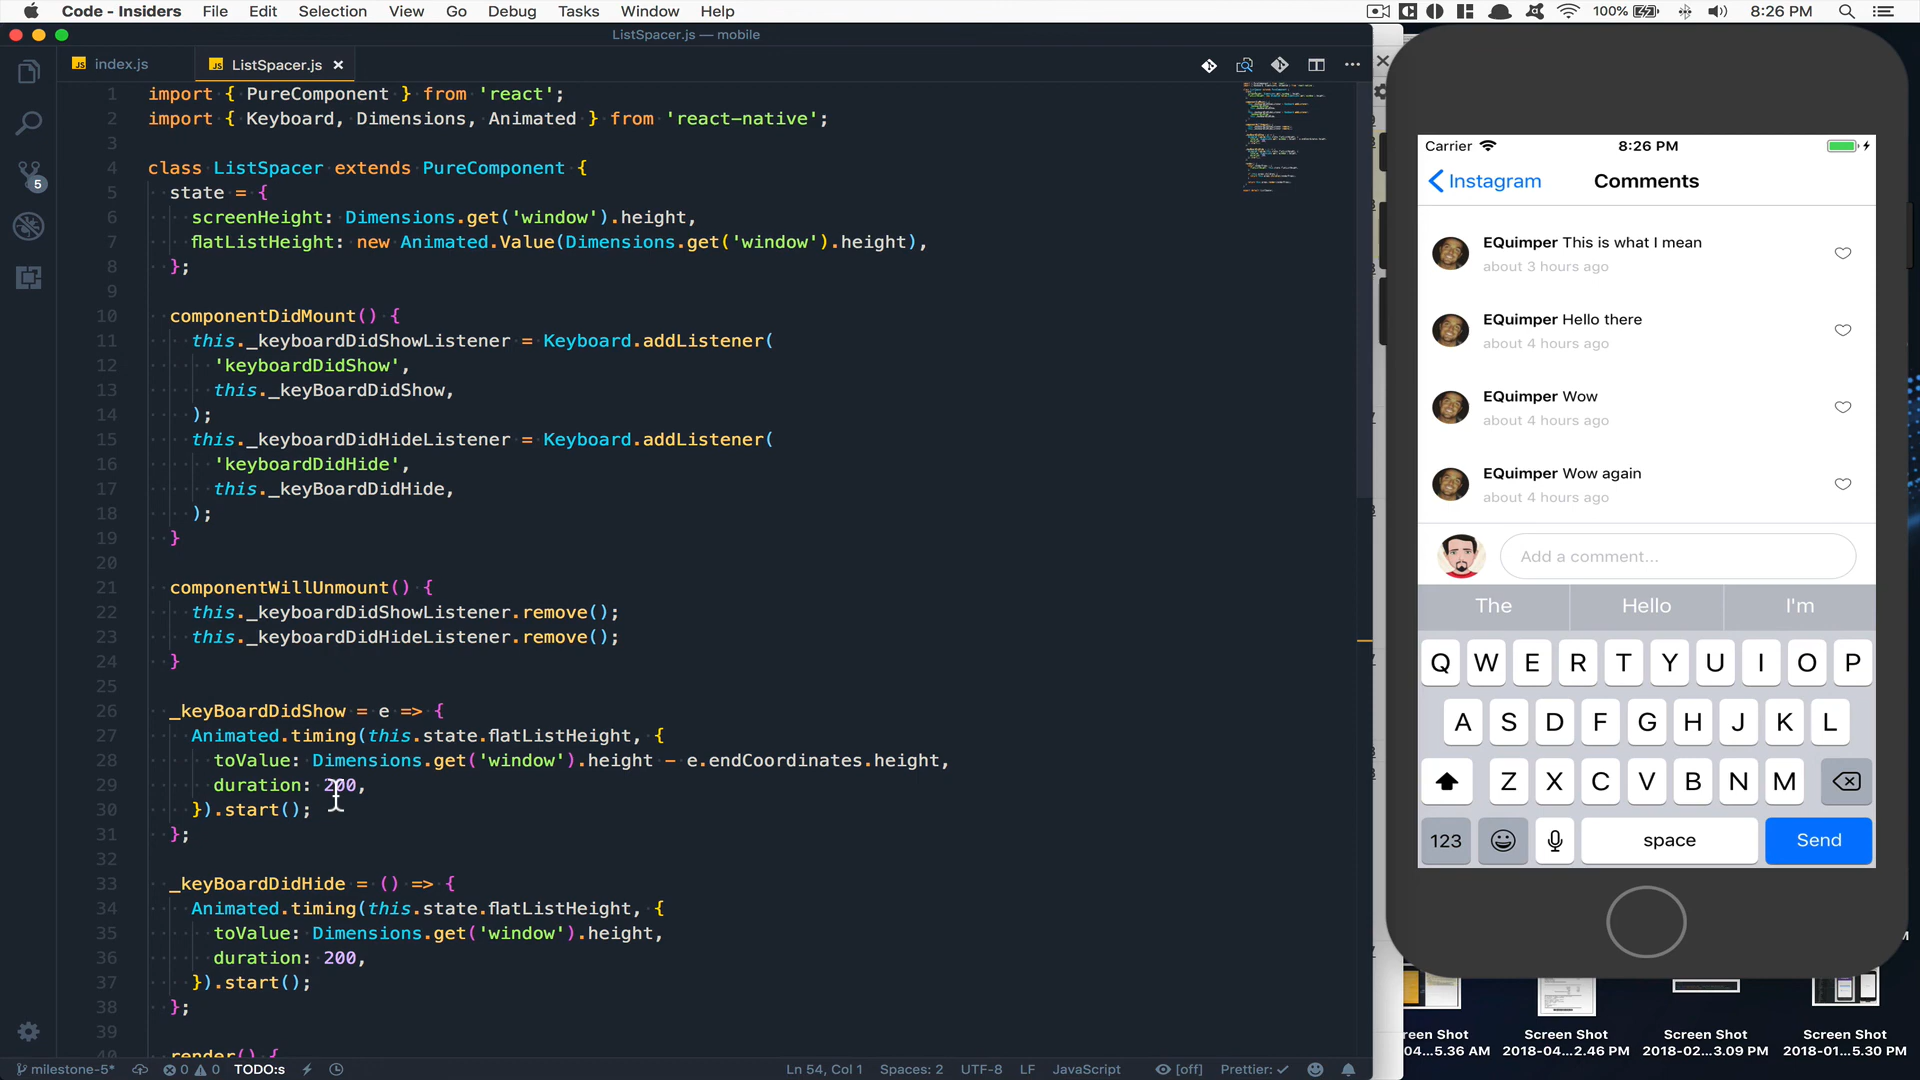 Code - Insiders File Edit Selection View Go Debug Tasks Window Help 100% 8:26 PM
ListSpacer.js — mobile
JS index.js JS ListSpacer.js ×
1 import { PureComponent } from 'react';
2 import { Keyboard, Dimensions, Animated } from 'react-native';
3
4 class ListSpacer extends PureComponent {
5 state = {
6 screenHeight: Dimensions.get('window').height,
7 flatListHeight: new Animated.Value(Dimensions.get('window').height),
8 };
9
10 componentDidMount() {
11 this._keyboardDidShowListener = Keyboard.addListener(
12 'keyboardDidShow',
13 this._keyBoardDidShow,
14 );
15 this._keyboardDidHideListener = Keyboard.addListener(
16 'keyboardDidHide',
17 this._keyBoardDidHide,
18 );
19 }
20
21 componentWillUnmount() {
22 this._keyboardDidShowListener.remove();
23 this._keyboardDidHideListener.remove();
24 }
25
26 _keyBoardDidShow = e => {
27 Animated.timing(this.state.flatListHeight, {
28 toValue: Dimensions.get('window').height - e.endCoordinates.height,
29 duration: 200,
30 }).start();
31 };
32
33 _keyBoardDidHide = () => {
34 Animated.timing(this.state.flatListHeight, {
35 toValue: Dimensions.get('window').height,
36 duration: 200,
37 }).start();
38 };
39
40 render() {
5
milestone-5* 0 0 TODO:s Ln 54, Col 1 Spaces: 2 UTF-8 LF JavaScript [off] Prettier: ✓
Carrier 8:26 PM
Instagram Comments
EQuimper This is what I mean
about 3 hours ago
EQuimper Hello there
about 4 hours ago
EQuimper Wow
about 4 hours ago
EQuimper Wow again
about 4 hours ago
Add a comment...
The Hello I'm
Q W E R T Y U I O P
A S D F G H J K L
Z X C V B N M
123 space Send
reen Shot Screen Shot Screen Shot Screen Shot
04...5.36 AM 2018-04...2.46 PM 2018-02...3.09 PM 2018-01...5.30 PM